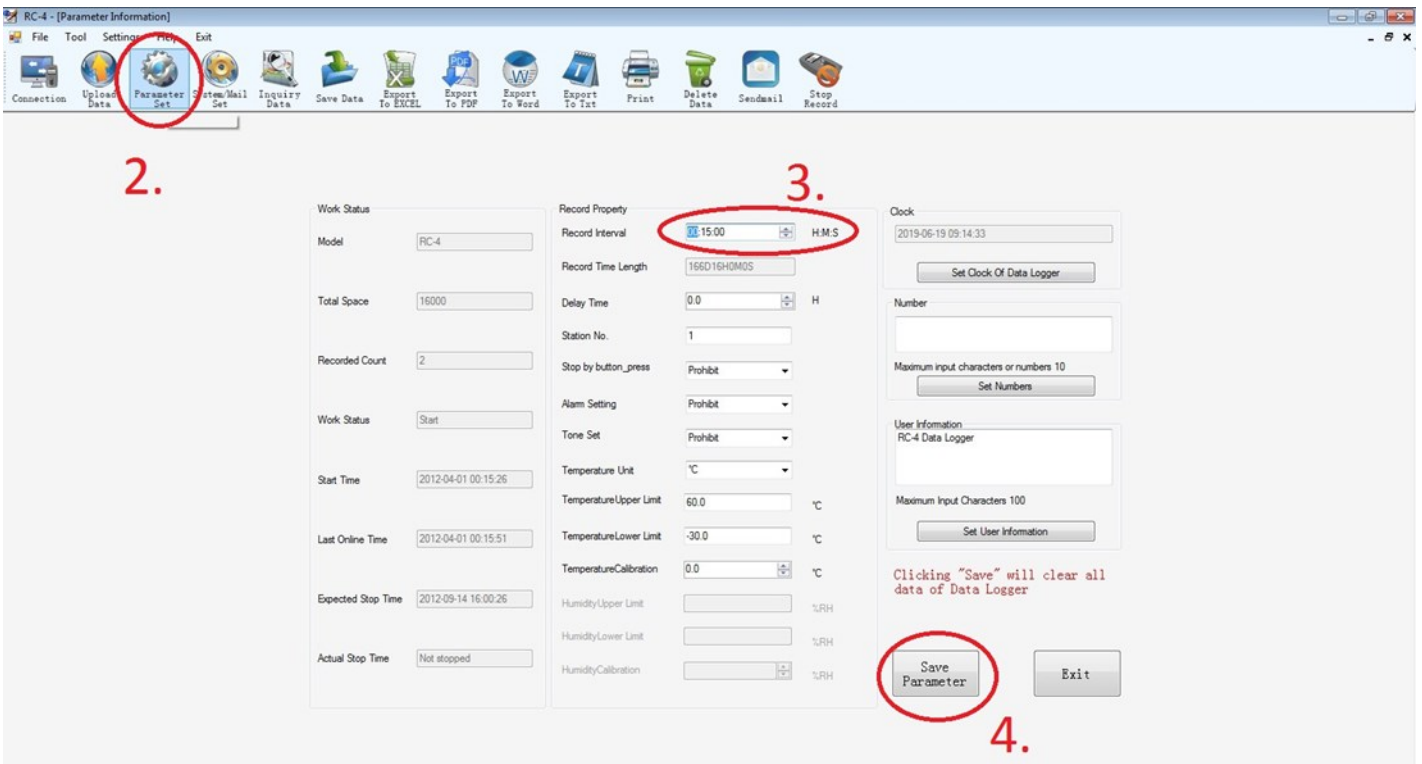 RC-4 - [Parameter Information]
File Tool Settings Help Exit
Connection
Upload Data
Parameter Set
System/Mail Set
Inquiry Data
Save Data
Export To EXCEL
Export To PDF
Export To Word
Export To Txt
Print
Delete Data
Sendmail
Stop Record
2.
3.
Work Status
Model RC-4
Total Space 16000
Recorded Count 2
Work Status Start
Start Time 2012-04-01 00:15:26
Last Online Time 2012-04-01 00:15:51
Expected Stop Time 2012-09-14 16:00:26
Actual Stop Time Not stopped
Record Property
Record Interval 00:15:00 H:M:S
Record Time Length 166D16H0M0S
Delay Time 0.0 H
Station No. 1
Stop by button_press Prohibit
Alarm Setting Prohibit
Tone Set Prohibit
Temperature Unit °C
TemperatureUpper Limit 60.0 °C
TemperatureLower Limit -30.0 °C
TemperatureCalibration 0.0 °C
HumidityUpper Limit %RH
HumidityLower Limit %RH
HumidityCalibration %RH
Clock
2019-06-19 09:14:33
Set Clock Of Data Logger
Number
Maximum input characters or numbers 10
Set Numbers
User Information
RC-4 Data Logger
Maximum Input Characters 100
Set User Information
Clicking "Save" will clear all
data of Data Logger
Save
Parameter
Exit
4.